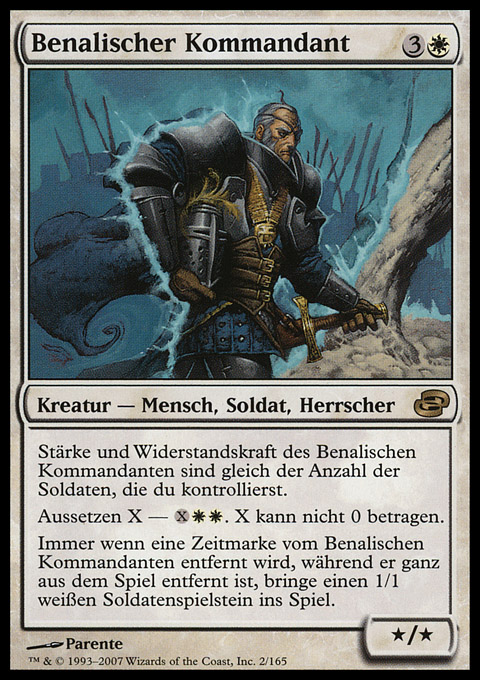 Benalischer Kommandant 3
Kreatur — Mensch, Soldat, Herrscher
Stärke und Widerstandskraft des Benalischen
Kommandanten sind gleich der Anzahl der
Soldaten, die du kontrollierst.
Aussetzen X — X. X kann nicht 0 betragen.
Immer wenn eine Zeitmarke vom Benalischen
Kommandanten entfernt wird, während er ganz
aus dem Spiel entfernt ist, bringe einen 1/1
weißen Soldatenspielstein ins Spiel.
★/★
Parente
™ & © 1993–2007 Wizards of the Coast, Inc. 2/165